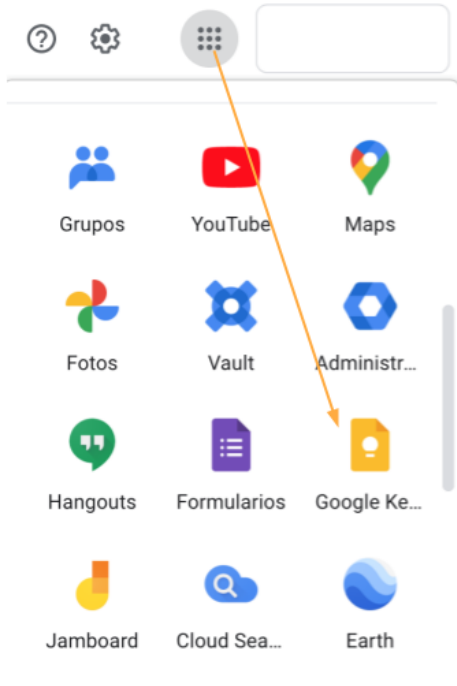 Grupos
YouTube
Maps
Fotos
Vault
Administr...
Hangouts
Formularios
Google Ke...
Jamboard
Cloud Sea...
Earth